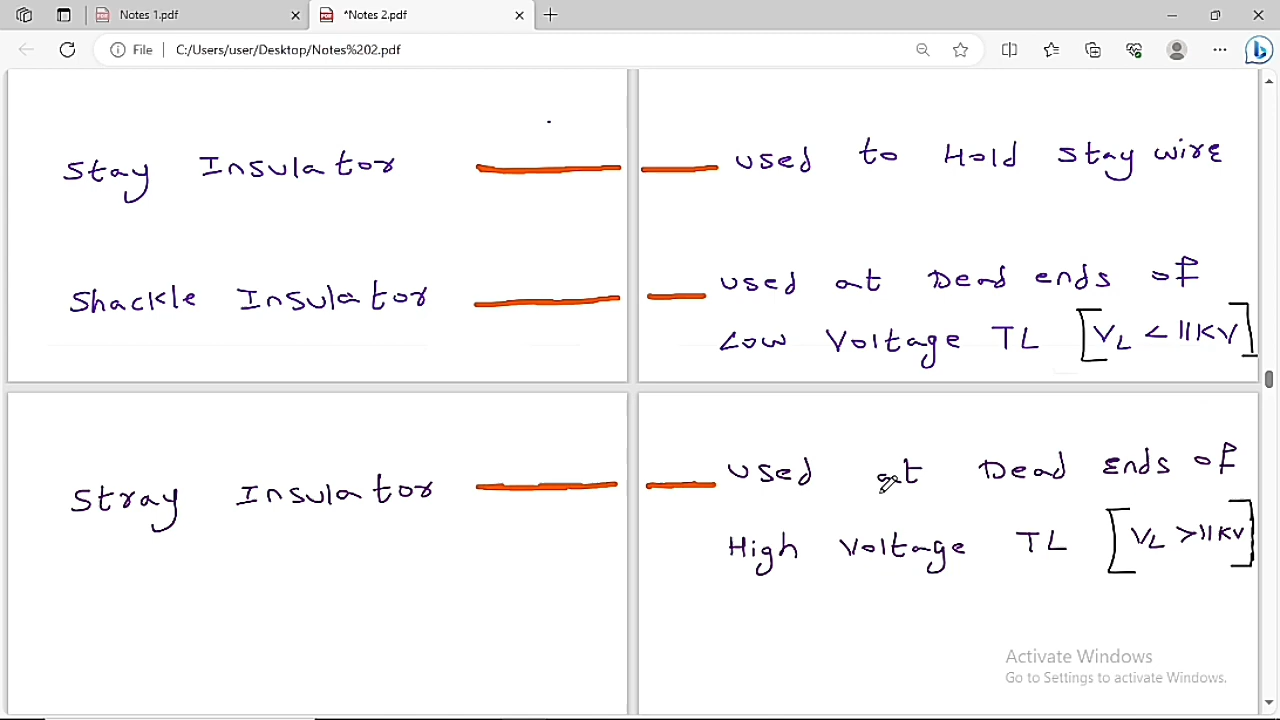 Notes 1.pdf
*Notes 2.pdf
File
C:/Users/user/Desktop/Notes%202.pdf
Stay Insulator
used to Hold Stay wire
Shackle Insulator
used at Dead ends of
Low Voltage TL [VL < 11KV]
Stray Insulator
used at Dead Ends of
High Voltage TL [VL > 11KV]
Activate Windows
Go to Settings to activate Windows.